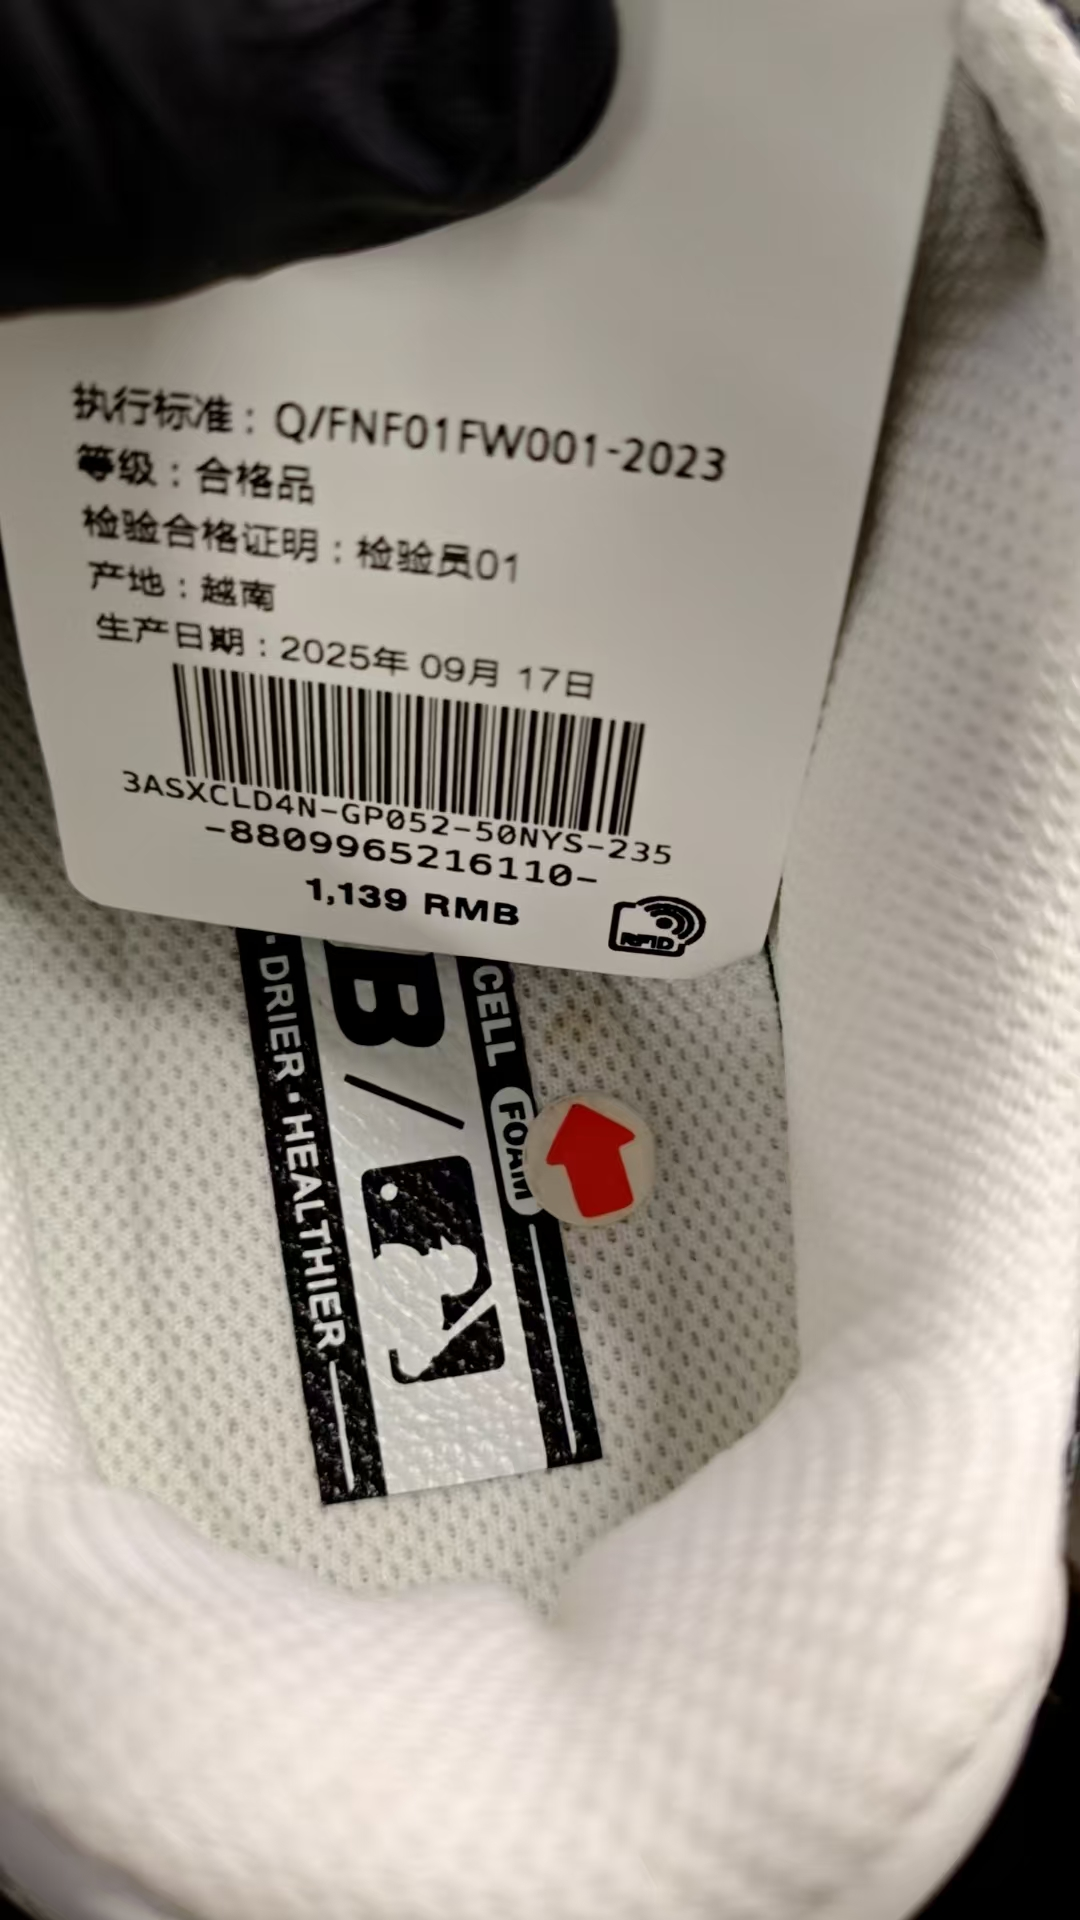 执行标准：Q/FNF01FW001-2023
等级：合格品
检验合格证明：检验员01
产地：越南
生产日期：2025年 09月 17日
3ASXCLD4N-GP052-50NYS-235
-8809965216110-
1,139 RMB
RFID
CELL FOAM
B /
· DRIER · HEALTHIER